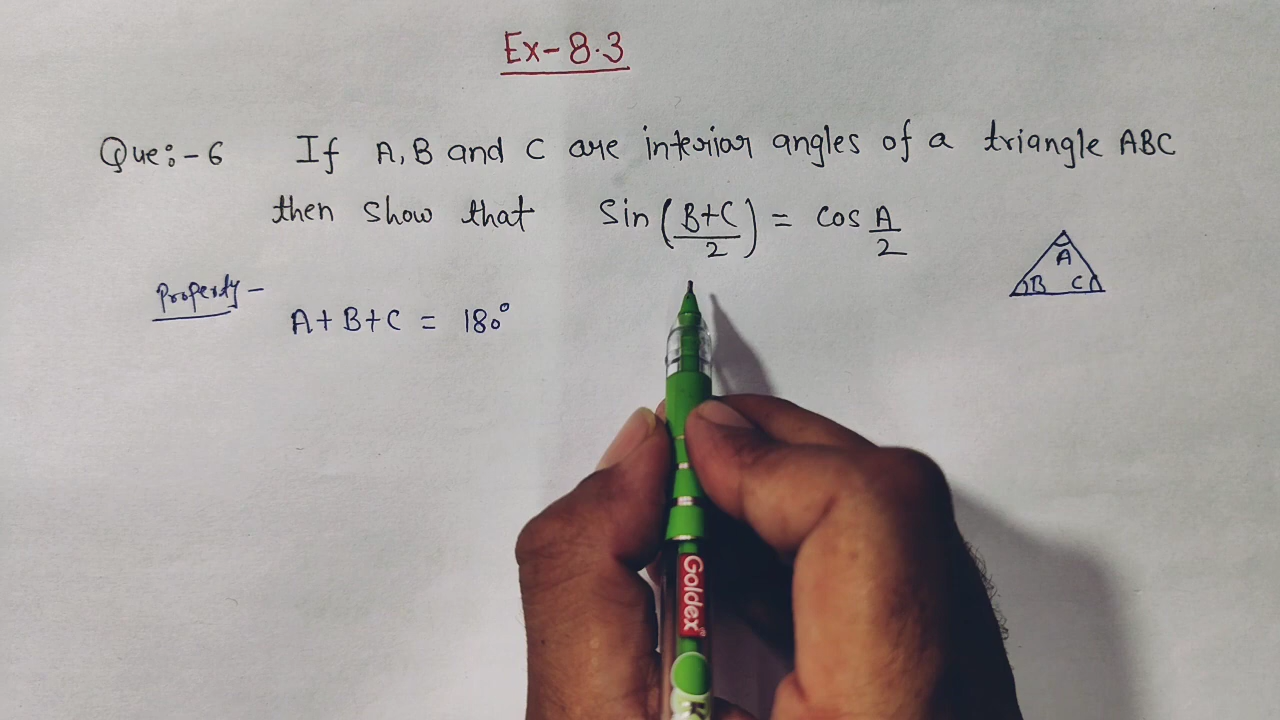 Ex-8.3
Que:-6 If A, B and C are interior angles of a triangle ABC
then show that Sin (B+C/2) = cos A/2
A
B C
Property-
A+B+C = 180°
Goldex
K